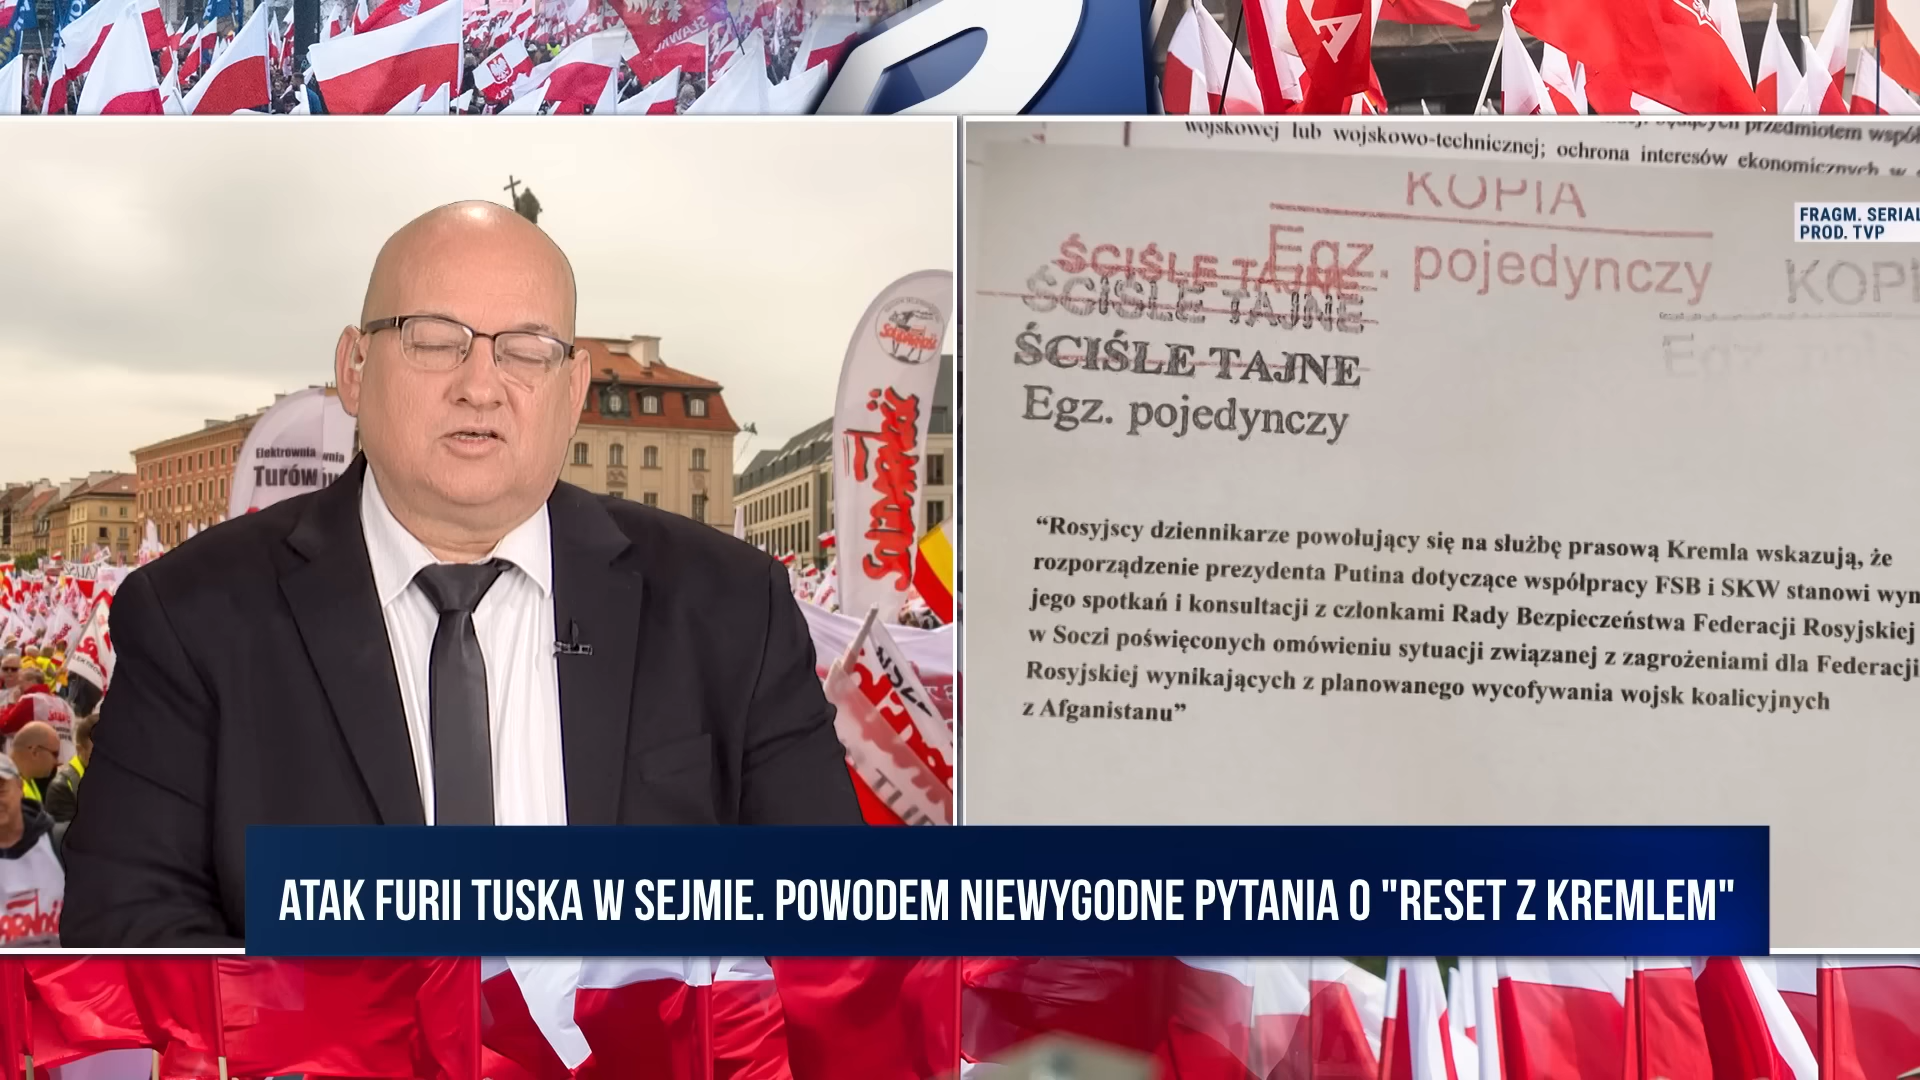 wojskowej lub wojskowo-technicznej; ochrona interesów ekonomicznych w
KOPIA
Egz. pojedynczy
ŚCIŚLE TAJNE
ŚCIŚLE TAJNE
ŚCIŚLE TAJNE
Egz. pojedynczy
FRAGM. SERIAL
PROD. TVP
“Rosyjscy dziennikarze powołujący się na służbę prasową Kremla wskazują, że
rozporządzenie prezydenta Putina dotyczące współpracy FSB i SKW stanowi wyn
jego spotkań i konsultacji z członkami Rady Bezpieczeństwa Federacji Rosyjskiej
w Soczi poświęconych omówieniu sytuacji związanej z zagrożeniami dla Federacji
Rosyjskiej wynikających z planowanego wycofywania wojsk koalicyjnych
z Afganistanu”
Elektrownia
Turów
Solidarność
Solidarność
ATAK FURII TUSKA W SEJMIE. POWODEM NIEWYGODNE PYTANIA O "RESET Z KREMLEM"